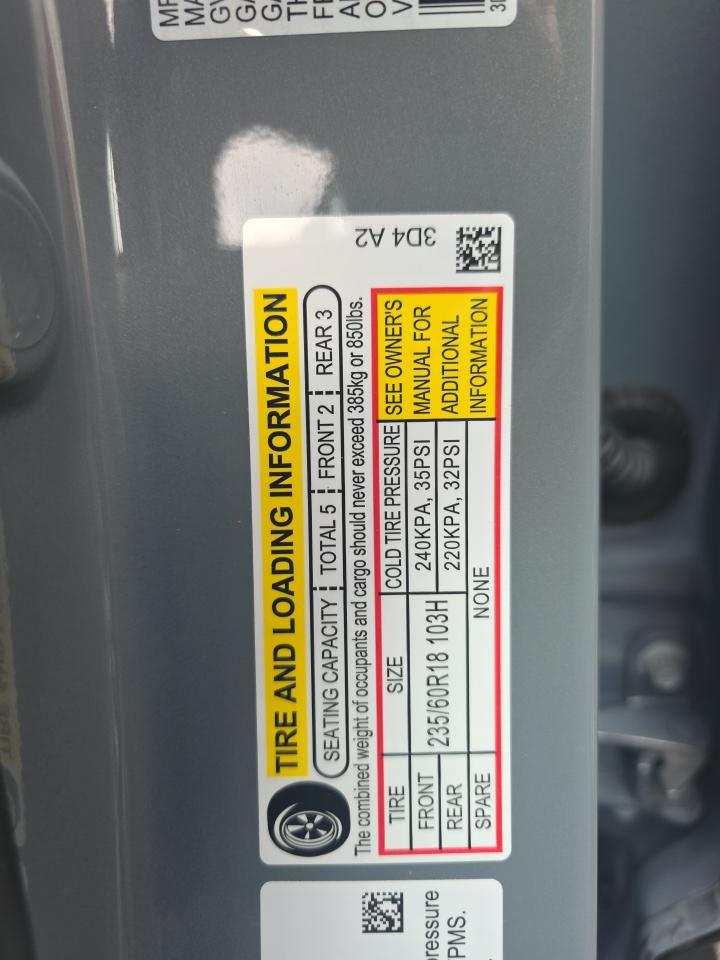 TIRE AND LOADING INFORMATION
SEATING CAPACITY TOTAL 5 FRONT 2 REAR 3
The combined weight of occupants and cargo should never exceed 385kg or 850lbs.
TIRE SIZE COLD TIRE PRESSURE SEE OWNER'S
FRONT 235/60R18 103H 240KPA, 35PSI MANUAL FOR
REAR 220KPA, 32PSI ADDITIONAL
SPARE NONE INFORMATION
3D4 A2
TPMS.